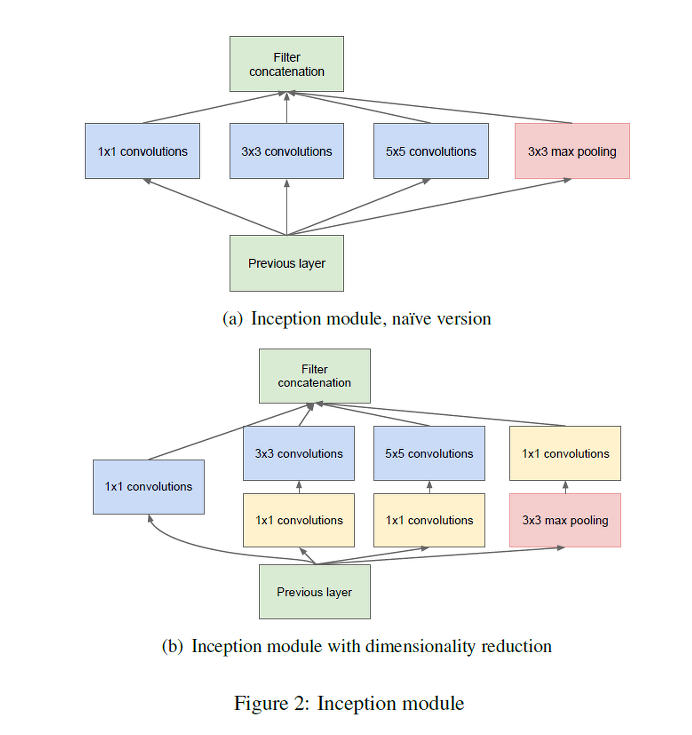 Filter
concatenation
1x1 convolutions
3x3 convolutions
5x5 convolutions
3x3 max pooling
Previous layer
(a) Inception module, naïve version
Filter
concatenation
3x3 convolutions
5x5 convolutions
1x1 convolutions
1x1 convolutions
1x1 convolutions
1x1 convolutions
3x3 max pooling
Previous layer
(b) Inception module with dimensionality reduction
Figure 2: Inception module